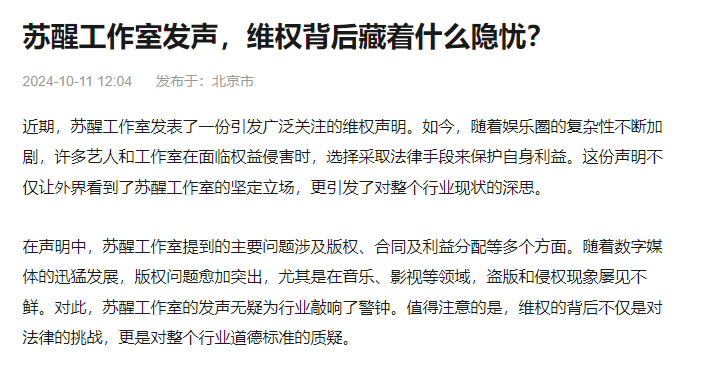 苏醒工作室发声，维权背后藏着什么隐忧？
2024-10-11 12:04 发布于：北京市
近期，苏醒工作室发表了一份引发广泛关注的维权声明。如今，随着娱乐圈的复杂性不断加
剧，许多艺人和工作室在面临权益侵害时，选择采取法律手段来保护自身利益。这份声明不
仅让外界看到了苏醒工作室的坚定立场，更引发了对整个行业现状的深思。
在声明中，苏醒工作室提到的主要问题涉及版权、合同及利益分配等多个方面。随着数字媒
体的迅猛发展，版权问题愈加突出，尤其是在音乐、影视等领域，盗版和侵权现象屡见不
鲜。对此，苏醒工作室的发声无疑为行业敲响了警钟。值得注意的是，维权的背后不仅是对
法律的挑战，更是对整个行业道德标准的质疑。